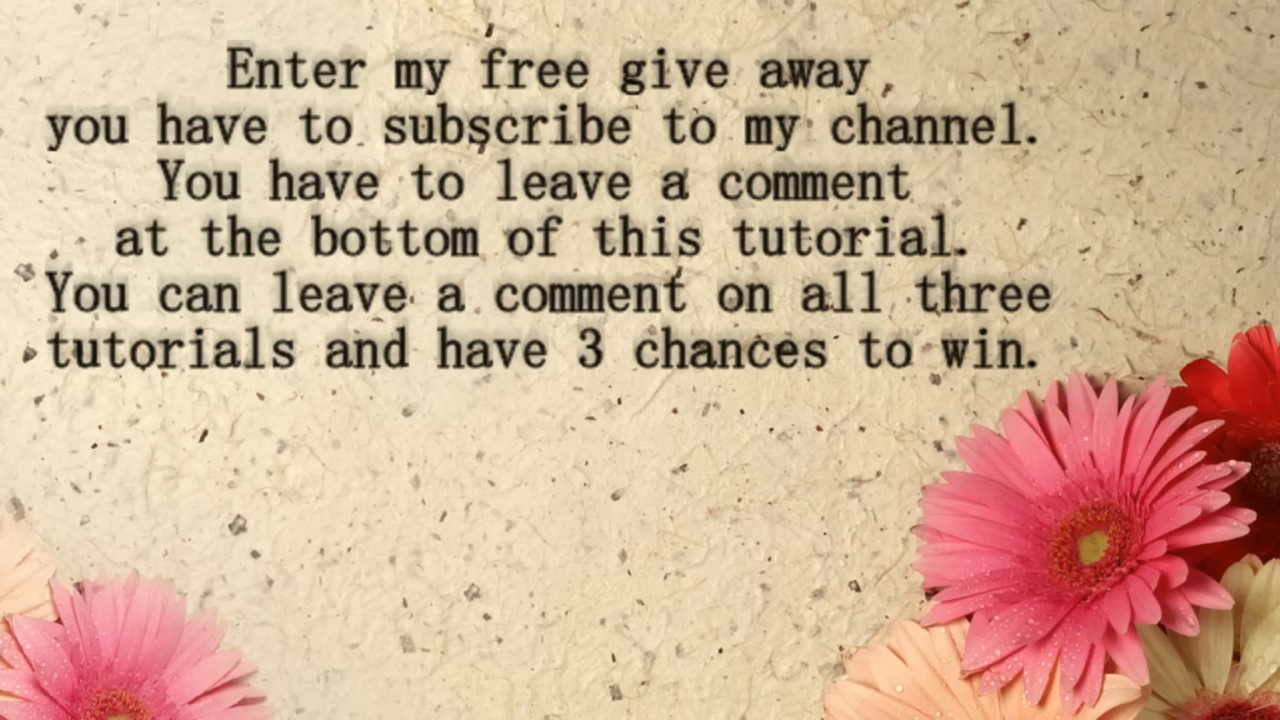 Enter my free give away
you have to subscribe to my channel.
You have to leave a comment
at the bottom of this tutorial.
You can leave a comment on all three
tutorials and have 3 chances to win.